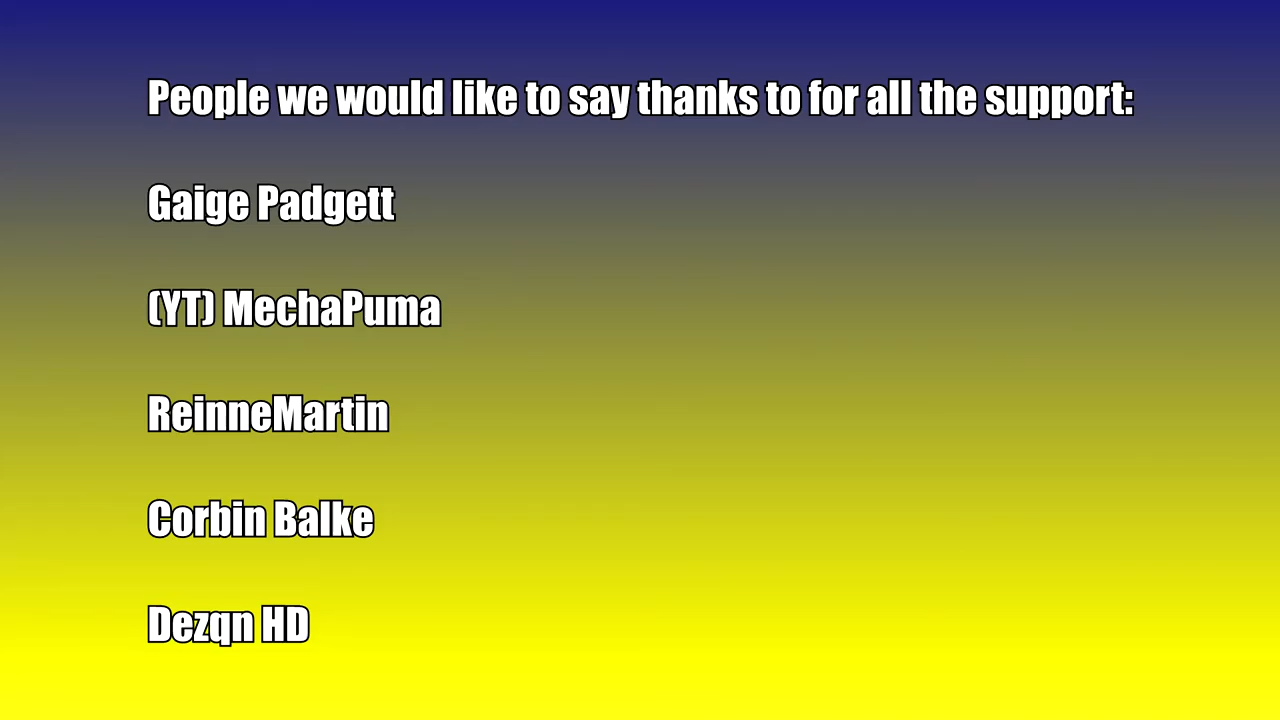 People we would like to say thanks to for all the support:
Gaige Padgett
(YT) MechaPuma
ReinneMartin
Corbin Balke
Dezqn HD